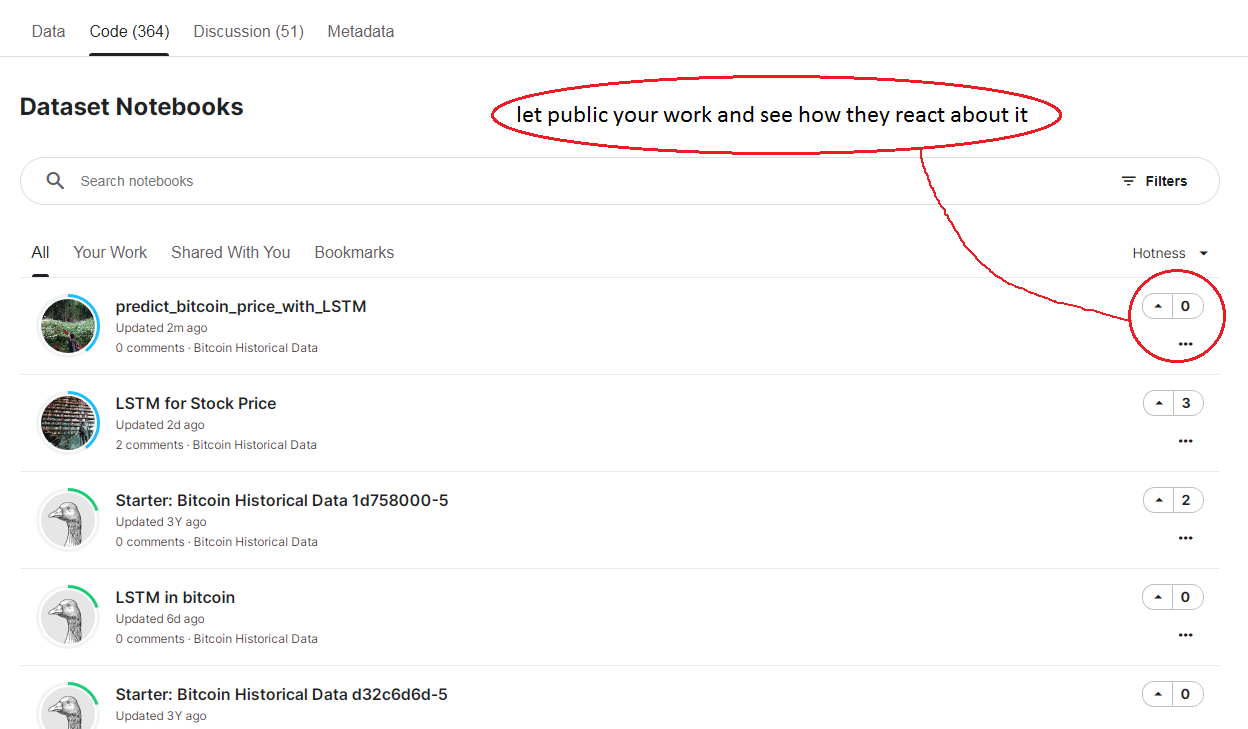 Data Code (364) Discussion (51) Metadata
Dataset Notebooks
let public your work and see how they react about it
Search notebooks Filters
All Your Work Shared With You Bookmarks Hotness
predict_bitcoin_price_with_LSTM 0
Updated 2m ago
0 comments · Bitcoin Historical Data
LSTM for Stock Price 3
Updated 2d ago
2 comments · Bitcoin Historical Data
Starter: Bitcoin Historical Data 1d758000-5 2
Updated 3Y ago
0 comments · Bitcoin Historical Data
LSTM in bitcoin 0
Updated 6d ago
0 comments · Bitcoin Historical Data
Starter: Bitcoin Historical Data d32c6d6d-5 0
Updated 3Y ago